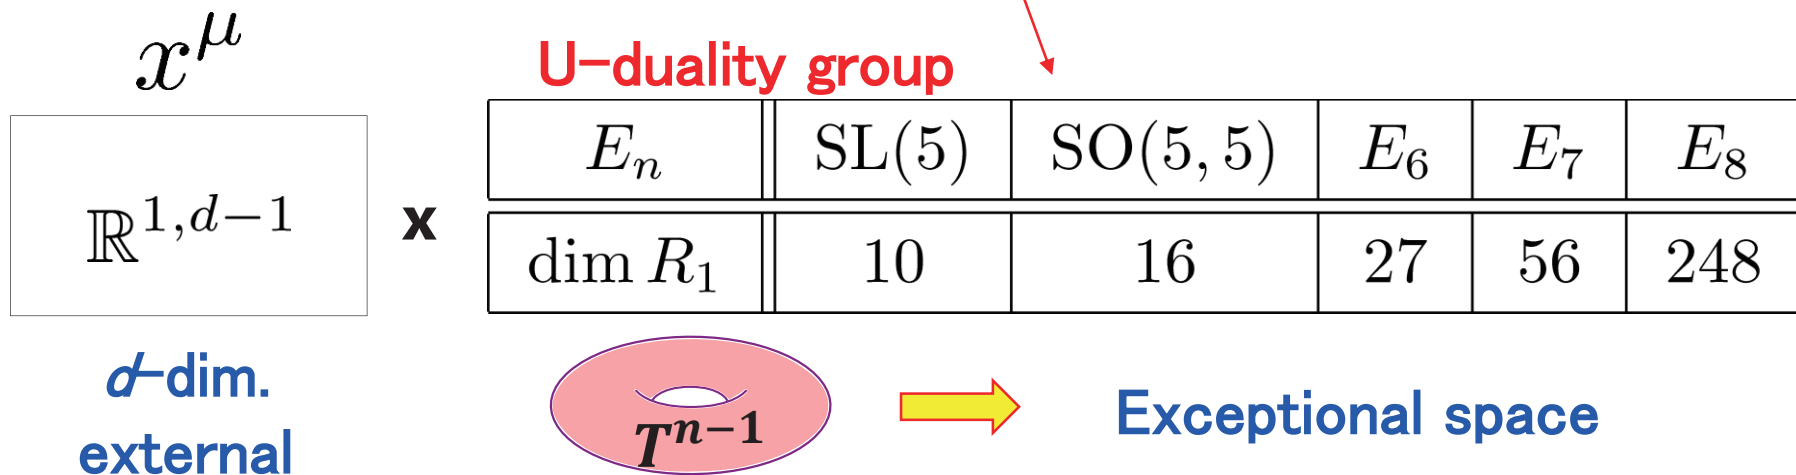 x^μ
U-duality group
E_n SL(5) SO(5, 5) E_6 E_7 E_8
ℝ^{1,d−1} x
dim R_1 10 16 27 56 248
d-dim.
external
T^{n−1}
Exceptional space